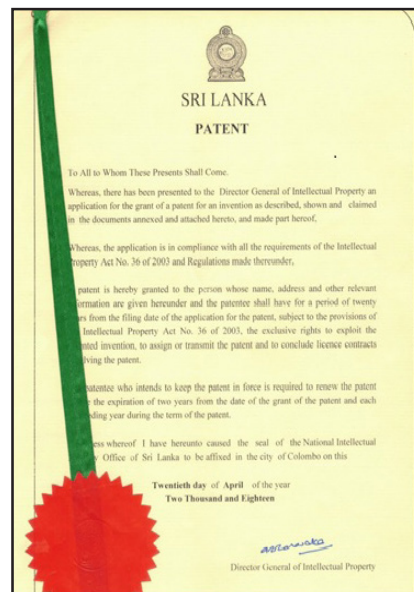 SRI LANKA
PATENT
To All to Whom These Presents Shall Come.
Whereas, there has been presented to the Director General of Intellectual Property an
application for the grant of a patent for an invention as described, shown and claimed
in the documents annexed and attached hereto, and made part hereof,
Whereas, the application is in compliance with all the requirements of the Intellectual
Property Act No. 36 of 2003 and Regulations made thereunder,
patent is hereby granted to the person whose name, address and other relevant
formation are given hereunder and the patentee shall have for a period of twenty
ars from the filing date of the application for the patent, subject to the provisions of
Intellectual Property Act No. 36 of 2003, the exclusive rights to exploit the
ented invention, to assign or transmit the patent and to conclude licence contracts
lving the patent.
patentee who intends to keep the patent in force is required to renew the patent
e the expiration of two years from the date of the grant of the patent and each
ding year during the term of the patent.
ess whereof I have hereunto caused the seal of the National Intellectual
y Office of Sri Lanka to be affixed in the city of Colombo on this
Twentieth day of April of the year
Two Thousand and Eighteen
Director General of Intellectual Property